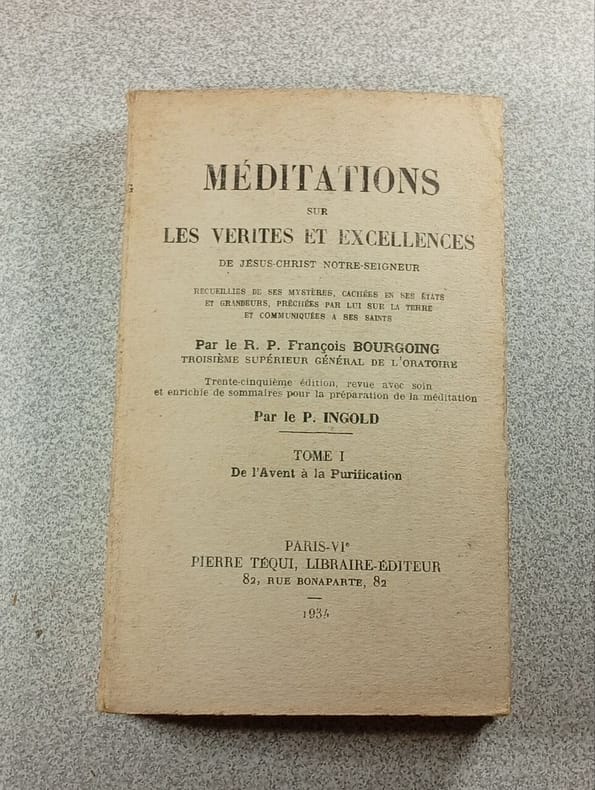 MÉDITATIONS
SUR
LES VERITES ET EXCELLENCES
DE JÉSUS-CHRIST NOTRE-SEIGNEUR
RECUEILLIES DE SES MYSTÈRES, CACHÉES EN SES ÉTATS
ET GRANDEURS, PRÊCHÉES PAR LUI SUR LA TERRE
ET COMMUNIQUÉES A SES SAINTS
Par le R. P. François BOURGOING
TROISIÈME SUPÉRIEUR GÉNÉRAL DE L'ORATOIRE
Trente-cinquième édition, revue avec soin
et enrichie de sommaires pour la préparation de la méditation
Par le P. INGOLD
TOME I
De l'Avent à la Purification
PARIS-VIe
PIERRE TÉQUI, LIBRAIRE-ÉDITEUR
82, RUE BONAPARTE, 82
1934